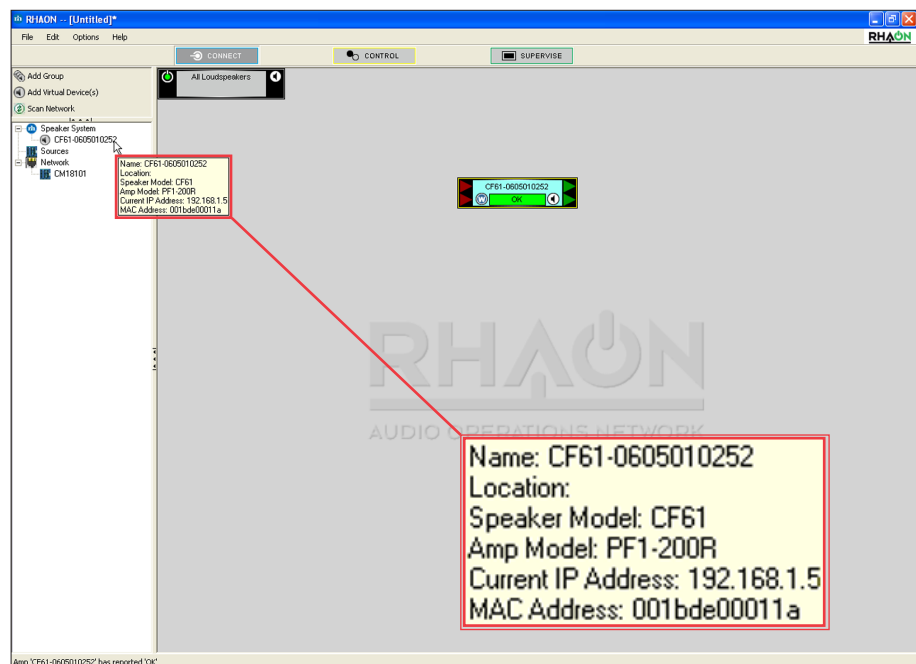 RHAON -- [Untitled]*
File Edit Options Help
RHAON
CONNECT CONTROL SUPERVISE
Add Group
Add Virtual Device(s)
Scan Network
All Loudspeakers
Speaker System
CF61-0605010252
Sources
Network
CM18101
Name: CF61-0605010252
Location:
Speaker Model: CF61
Amp Model: PF1-200R
Current IP Address: 192.168.1.5
MAC Address: 001bde00011a
CF61-0605010252
OK
RHAON
AUDIO OPERATIONS NETWORK
Name: CF61-0605010252
Location:
Speaker Model: CF61
Amp Model: PF1-200R
Current IP Address: 192.168.1.5
MAC Address: 001bde00011a
Amp 'CF61-0605010252' has reported 'OK'